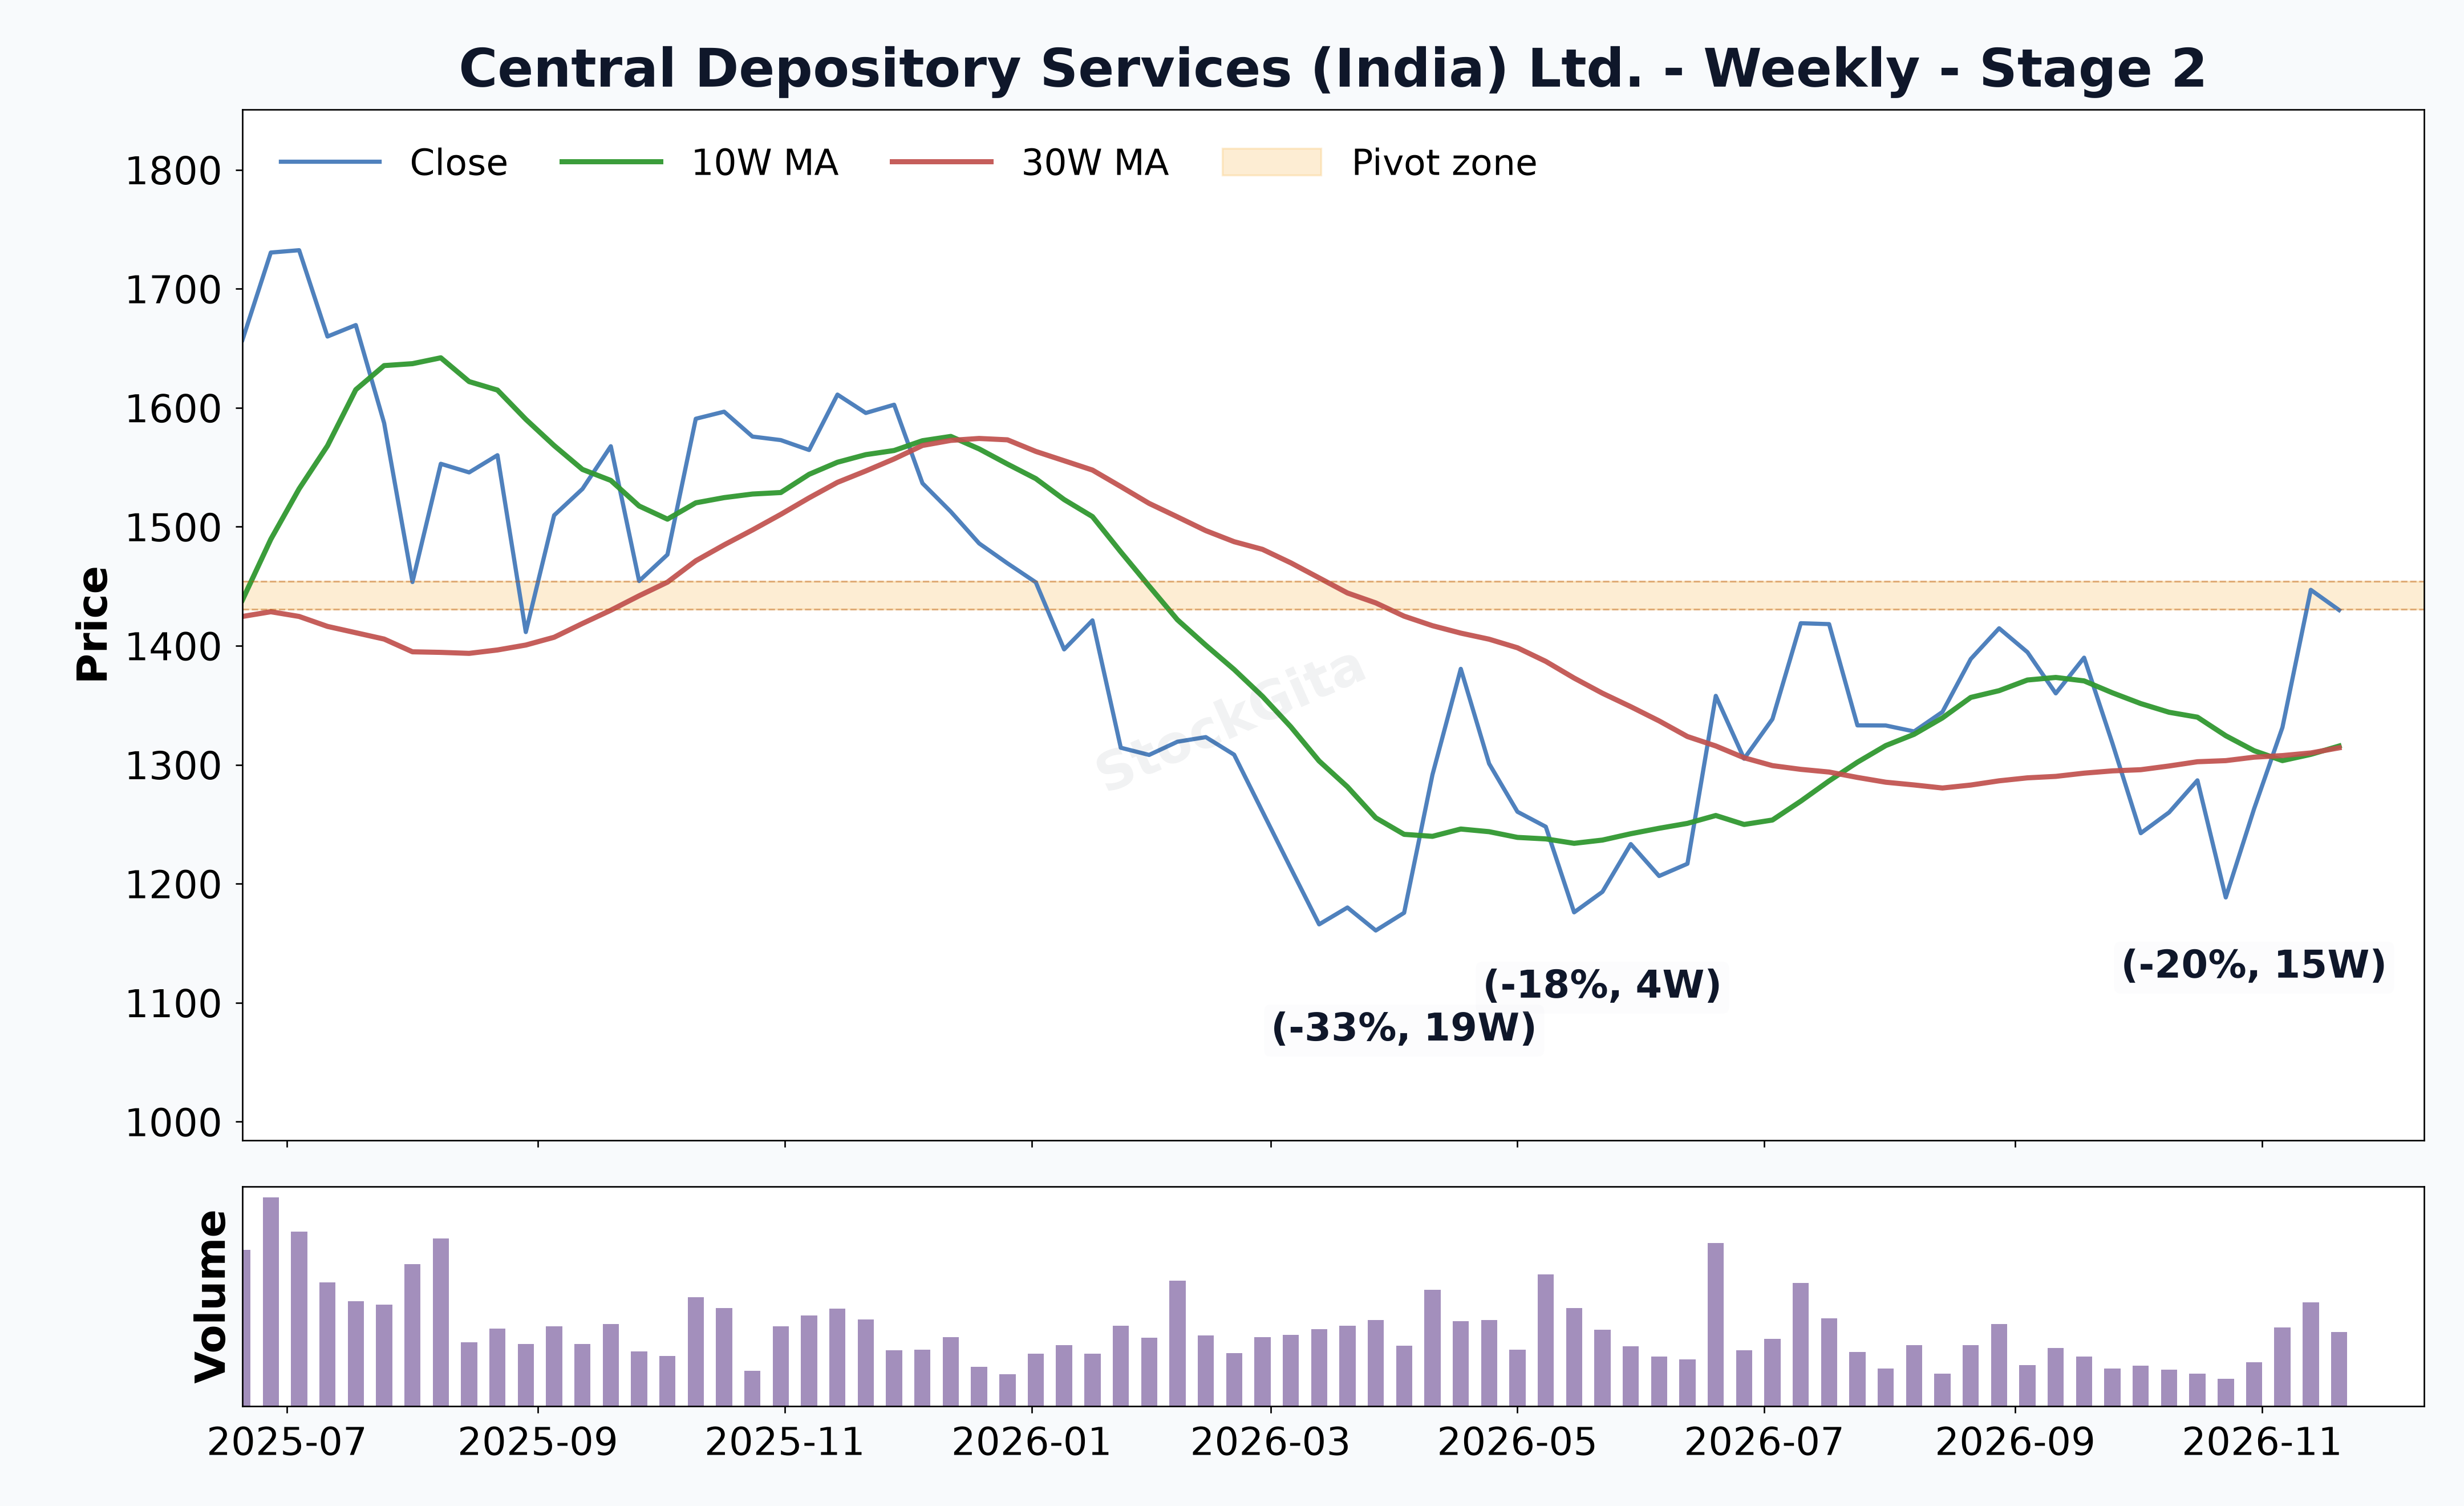 Central Depository Services (India) Ltd. - Weekly - Stage 2
Close 10W MA 30W MA Pivot zone
1800
1700
1600
1500
1400
1300
1200
1100
1000
Price
StockGita
(-20%, 15W)
(-18%, 4W)
(-33%, 19W)
Volume
2025-07 2025-09 2025-11 2026-01 2026-03 2026-05 2026-07 2026-09 2026-11